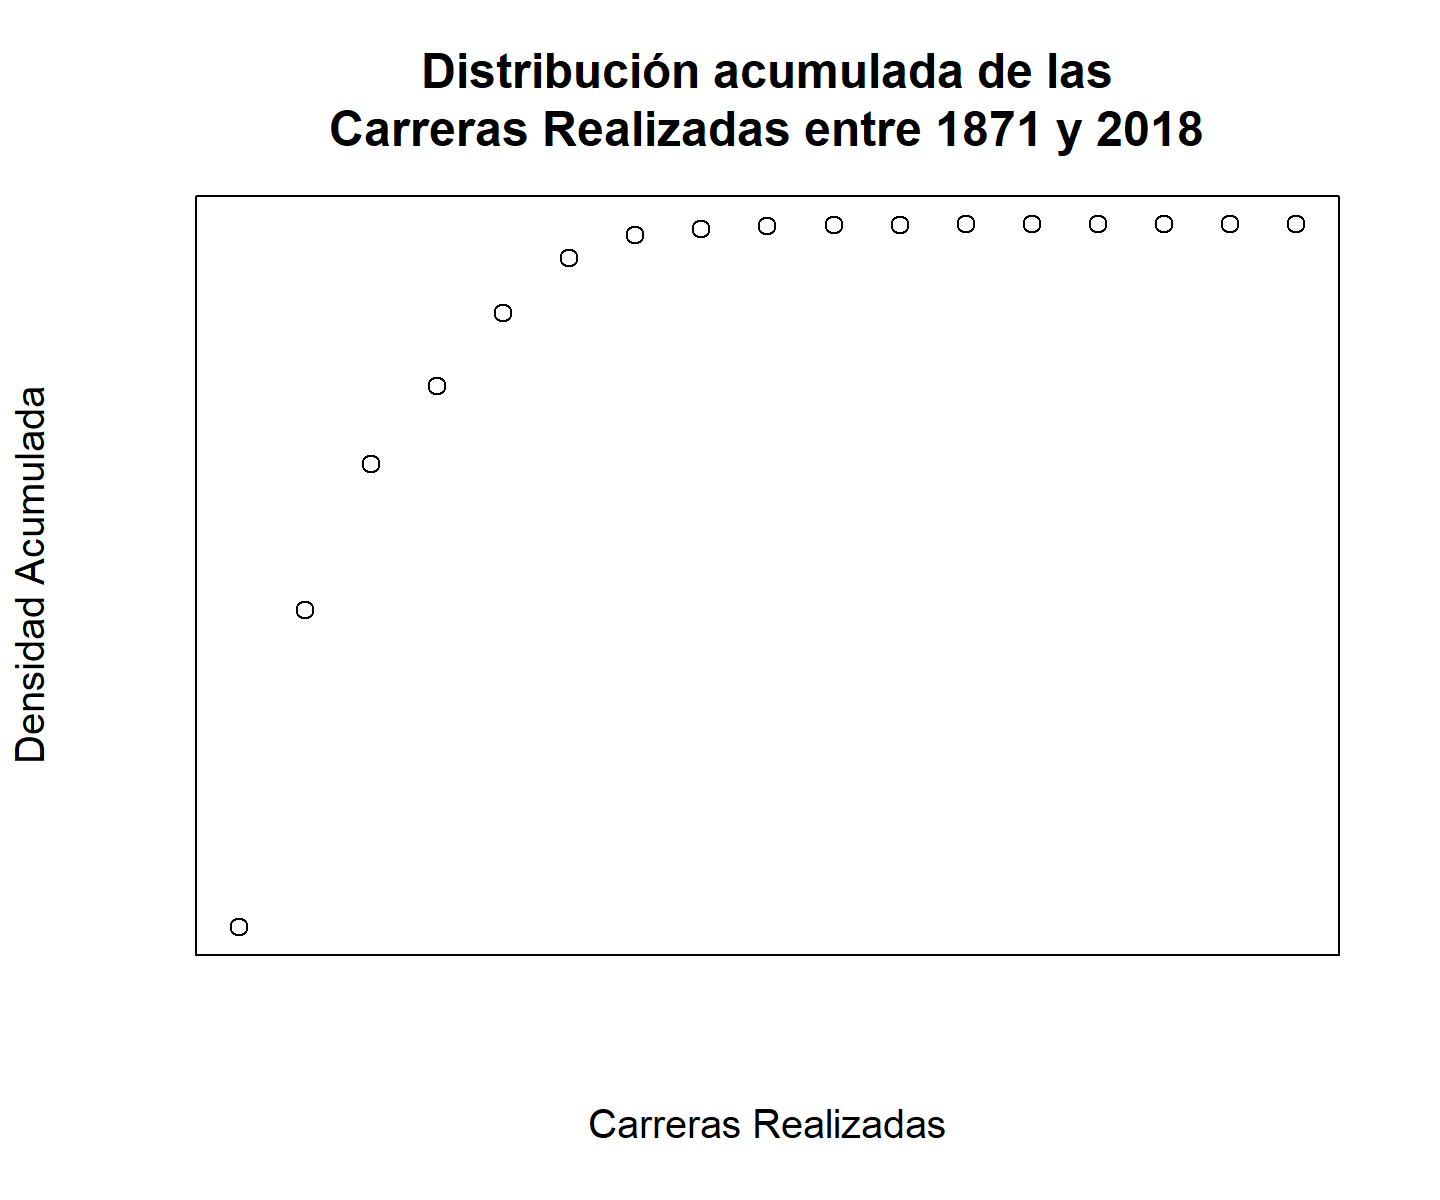 Distribución acumulada de las
Carreras Realizadas entre 1871 y 2018
Densidad Acumulada
Carreras Realizadas